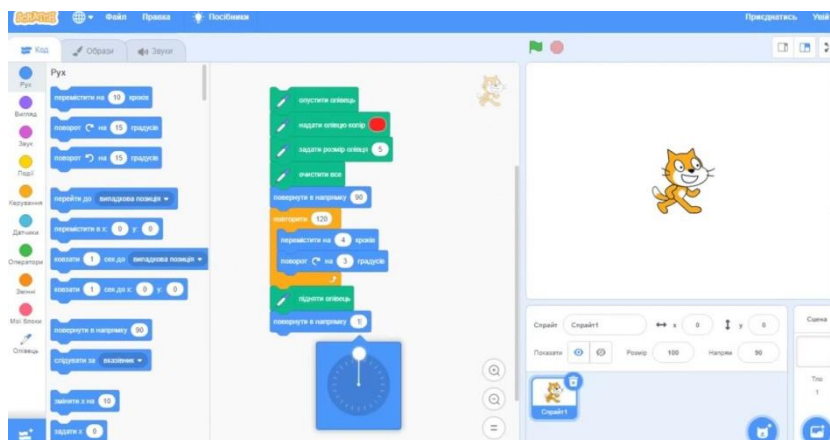 SCRATCH Файл Правка Посібники Приєднатись Увій
Код Образи Звуки
Рух
Рух
Вигляд
Звук
Події
Керування
Датчики
Оператори
Змінні
Мої блоки
Олівець
перемістити на 10 кроків
поворот на 15 градусів
поворот на 15 градусів
перейти до випадкова позиція
перемістити в x: 0 y: 0
ковзати 1 сек до випадкова позиція
ковзати 1 сек до x: 0 y: 0
повернути в напрямку 90
слідувати за вказівник
змінити x на 10
задати x 0
опустити олівець
надати олівцю колір
задати розмір олівця 5
очистити все
повернути в напрямку 90
повторити 120
перемістити на 4 кроків
поворот на 3 градусів
підняти олівець
повернути в напрямку
Спрайт Спрайт1 x 0 y 0
Показати Розмір 100 Напрям 90
Спрайт1
Сцена
Тло
1